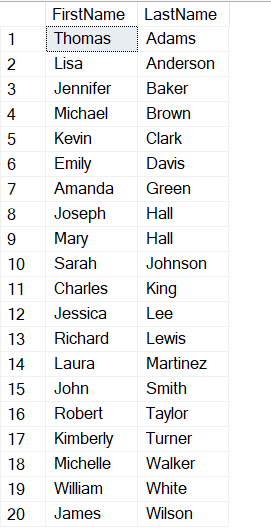 FirstName LastName
1 Thomas Adams
2 Lisa Anderson
3 Jennifer Baker
4 Michael Brown
5 Kevin Clark
6 Emily Davis
7 Amanda Green
8 Joseph Hall
9 Mary Hall
10 Sarah Johnson
11 Charles King
12 Jessica Lee
13 Richard Lewis
14 Laura Martinez
15 John Smith
16 Robert Taylor
17 Kimberly Turner
18 Michelle Walker
19 William White
20 James Wilson